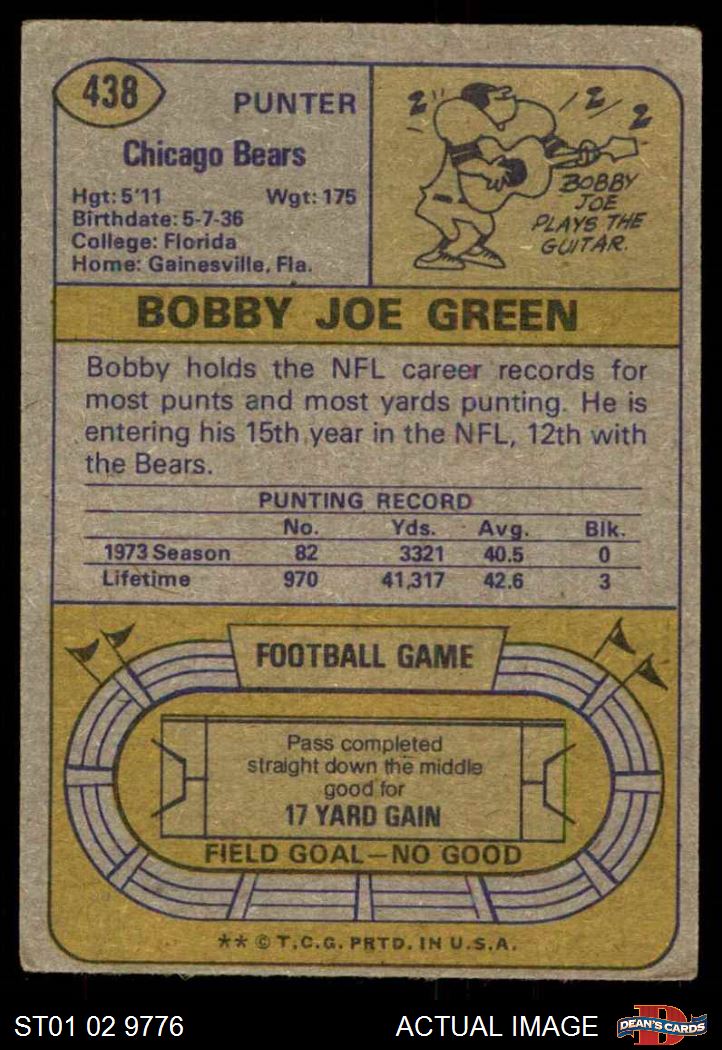 438
PUNTER
Chicago Bears
Hgt: 5'11 Wgt: 175
Birthdate: 5-7-36
College: Florida
Home: Gainesville, Fla.
BOBBY
JOE
PLAYS THE
GUITAR.
BOBBY JOE GREEN
Bobby holds the NFL career records for
most punts and most yards punting. He is
entering his 15th year in the NFL, 12th with
the Bears.
PUNTING RECORD
No. Yds. Avg. Blk.
1973 Season 82 3321 40.5 0
Lifetime 970 41,317 42.6 3
FOOTBALL GAME
Pass completed
straight down the middle
good for
17 YARD GAIN
FIELD GOAL—NO GOOD
** © T.C.G. PRTD. IN U.S.A.
ST01 02 9776 ACTUAL IMAGE
D
DEAN'S CARDS